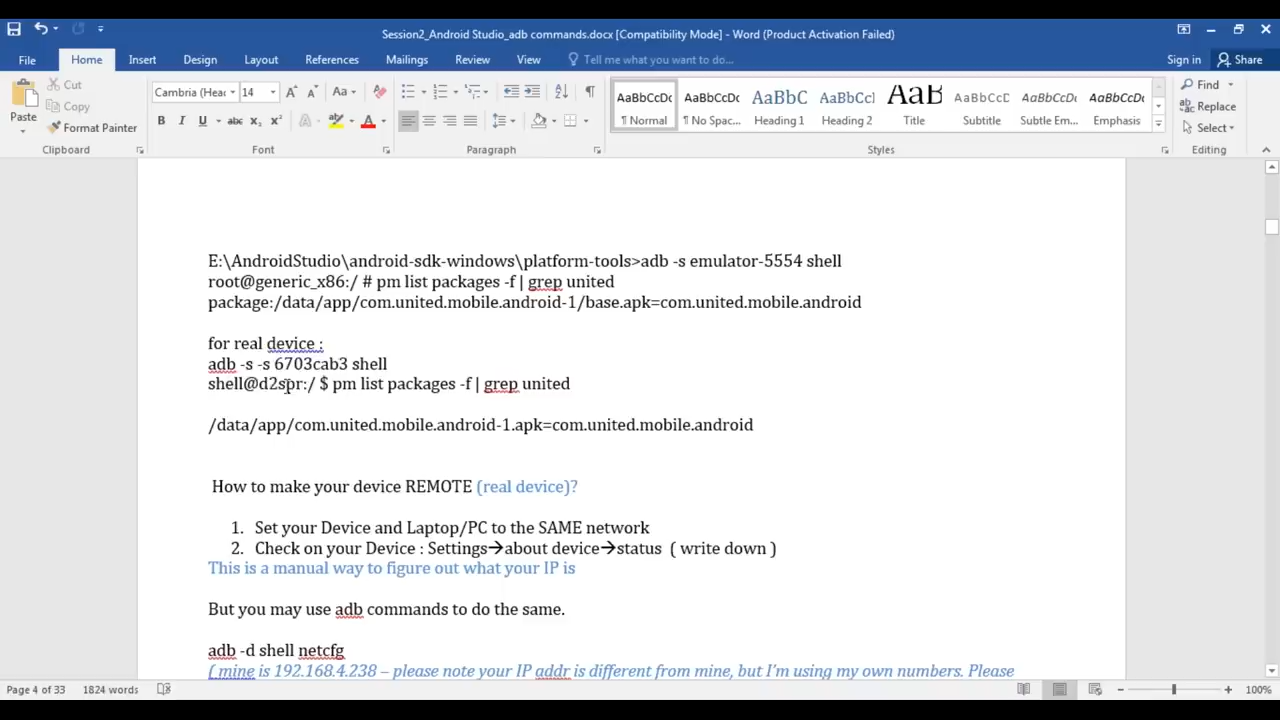 Session2_Android Studio_adb commands.docx [Compatibility Mode] - Word (Product Activation Failed)
File Home Insert Design Layout References Mailings Review View Tell me what you want to do... Sign in Share
Paste Cut Copy Format Painter
Cambria (Head 14
AaBbCcDc AaBbCcDc AaBbC AaBbCcI AaB AaBbCcD AaBbCcDc AaBbCcDc
¶ Normal ¶ No Spac... Heading 1 Heading 2 Title Subtitle Subtle Em... Emphasis
Find Replace Select
Clipboard Font Paragraph Styles Editing
E:\AndroidStudio\android-sdk-windows\platform-tools>adb -s emulator-5554 shell
root@generic_x86:/ # pm list packages -f | grep united
package:/data/app/com.united.mobile.android-1/base.apk=com.united.mobile.android
for real device :
adb -s -s 6703cab3 shell
shell@d2spr:/ $ pm list packages -f | grep united
/data/app/com.united.mobile.android-1.apk=com.united.mobile.android
How to make your device REMOTE (real device)?
1. Set your Device and Laptop/PC to the SAME network
2. Check on your Device : Settings→about device→status ( write down )
This is a manual way to figure out what your IP is
But you may use adb commands to do the same.
adb -d shell netcfg
( mine is 192.168.4.238 – please note your IP addr is different from mine, but I'm using my own numbers. Please
Page 4 of 33 1824 words 100%